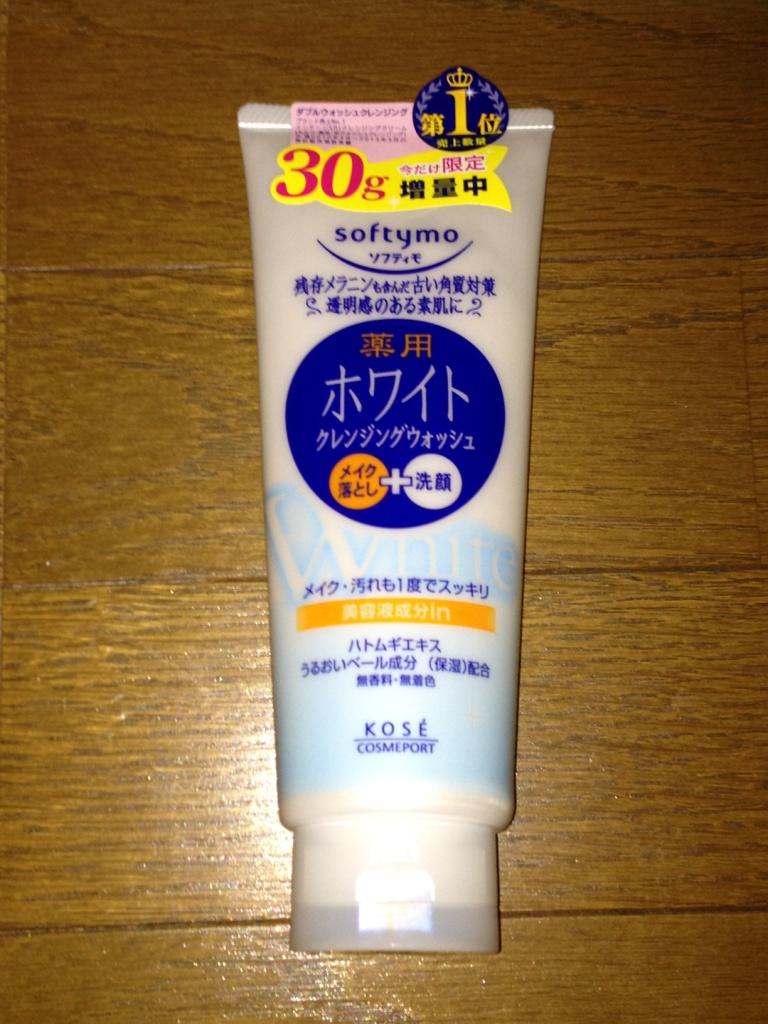 ダブルウォッシュクレンジング
第1位
売上数量
30g 今だけ限定
増量中
softymo
ソフティモ
残存メラニンも含んだ古い角質対策
透明感のある素肌に
薬用
ホワイト
クレンジングウォッシュ
メイク
落とし
+
洗顔
White
メイク・汚れも1度でスッキリ
美容液成分in
ハトムギエキス
うるおいベール成分 (保湿)配合
無香料・無着色
KOSÉ
COSMEPORT